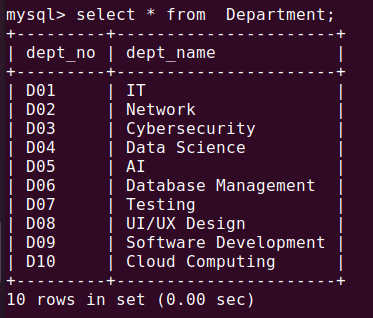 mysql> select * from  Department;
+---------+----------------------+
| dept_no | dept_name            |
+---------+----------------------+
| D01     | IT                   |
| D02     | Network              |
| D03     | Cybersecurity        |
| D04     | Data Science         |
| D05     | AI                   |
| D06     | Database Management  |
| D07     | Testing              |
| D08     | UI/UX Design         |
| D09     | Software Development |
| D10     | Cloud Computing      |
+---------+----------------------+
10 rows in set (0.00 sec)